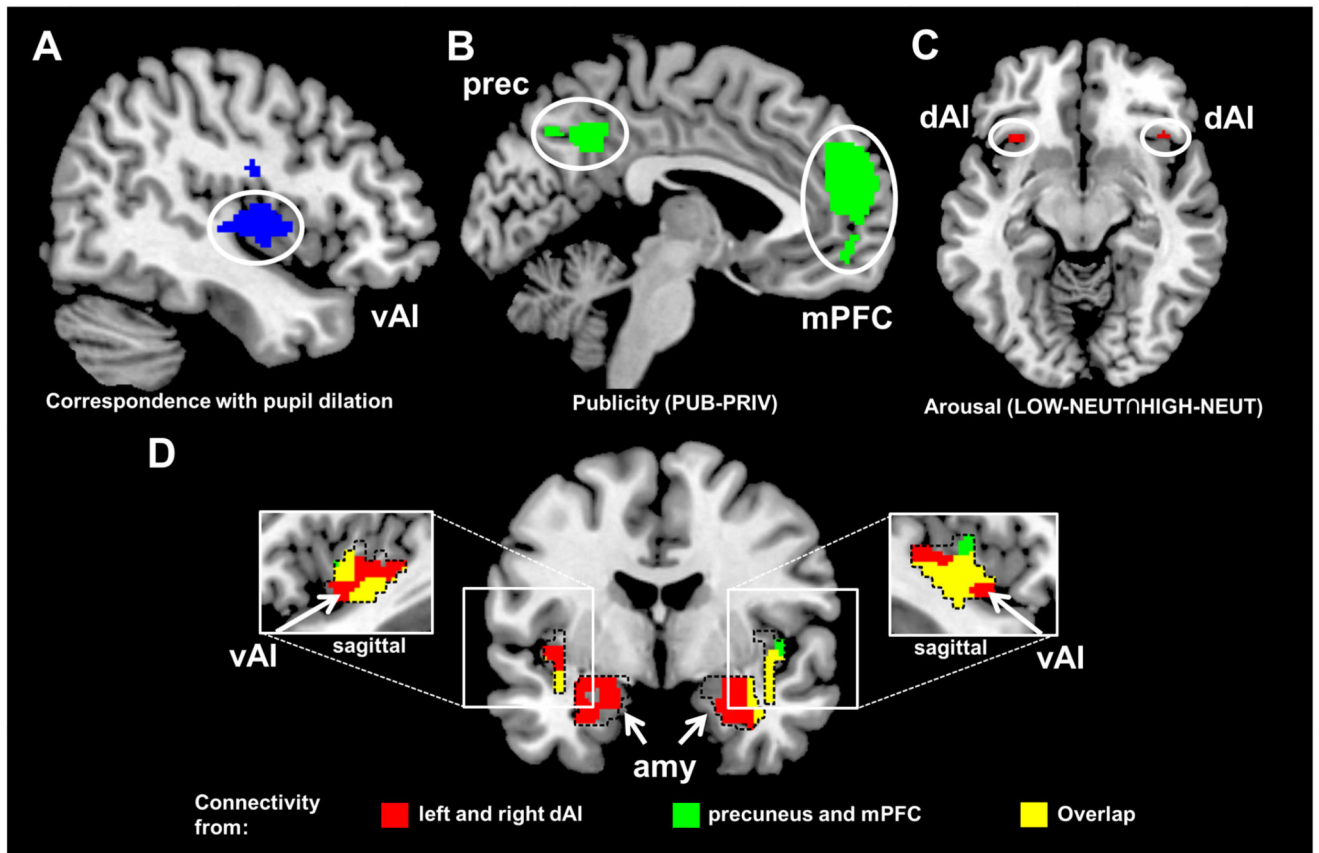 A
B
C
prec
dAI
dAI
vAI
mPFC
Correspondence with pupil dilation
Publicity (PUB-PRIV)
Arousal (LOW-NEUT∩HIGH-NEUT)
D
vAI
sagittal
sagittal
vAI
amy
Connectivity
from:
left and right dAI
precuneus and mPFC
Overlap